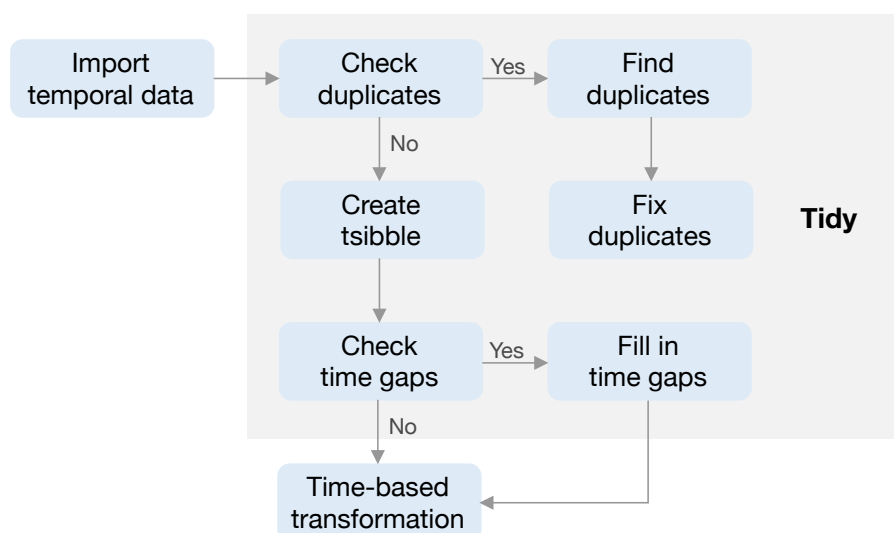 Import
temporal data
Check
duplicates
Yes
Find
duplicates
No
Create
tsibble
Fix
duplicates
Tidy
Check
time gaps
Yes
Fill in
time gaps
No
Time-based
transformation